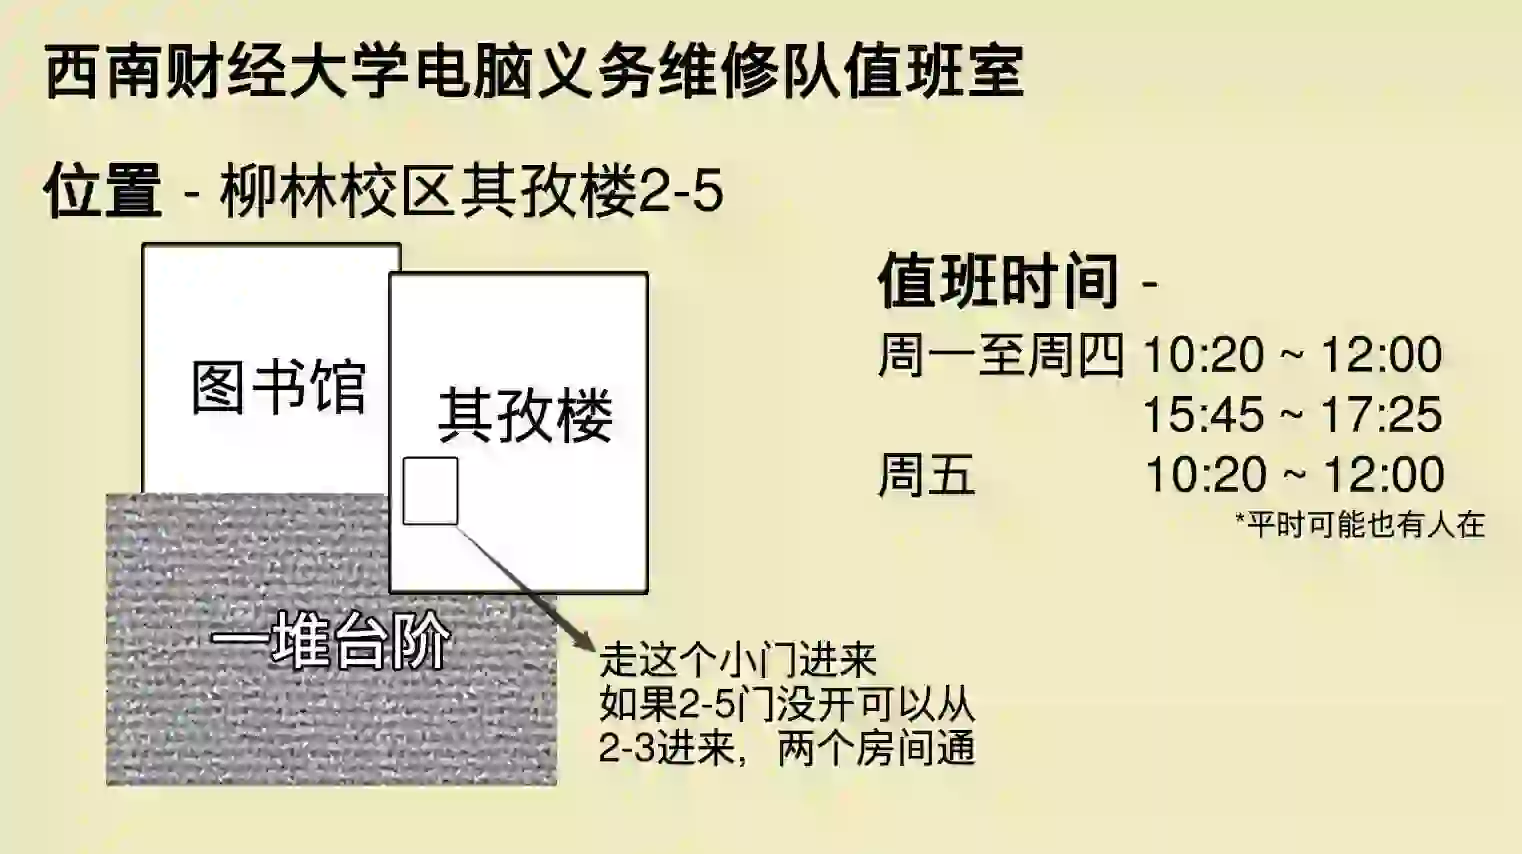 西南财经大学电脑义务维修队值班室
位置 - 柳林校区其孜楼2-5
图书馆
其孜楼
一堆台阶
走这个小门进来
如果2-5门没开可以从
2-3进来，两个房间通
值班时间 -
周一至周四 10:20 ~ 12:00
15:45 ~ 17:25
周五 10:20 ~ 12:00
*平时可能也有人在